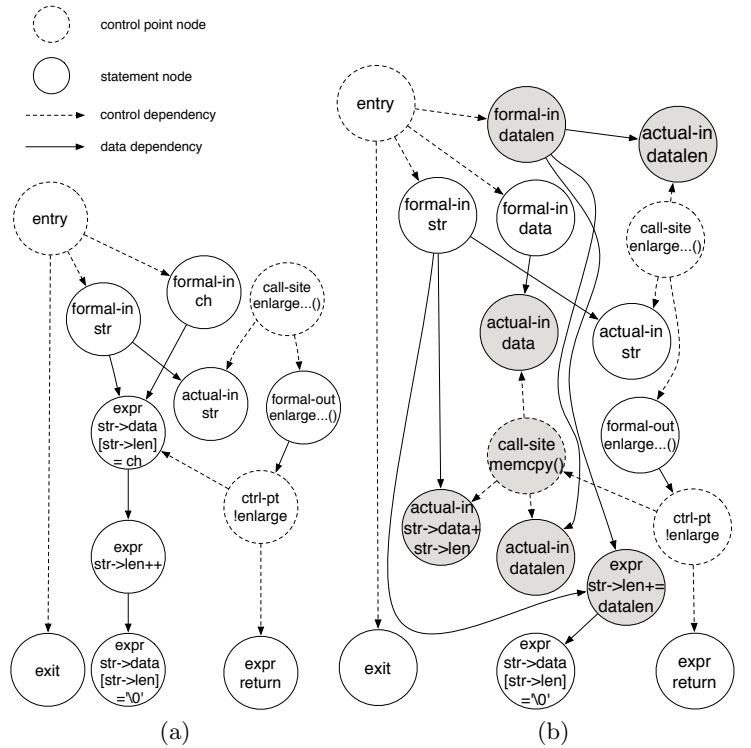 control point node
statement node
control dependency
data dependency
entry
formal-in
ch
formal-in
str
call-site
enlarge...()
actual-in
str
formal-out
enlarge...()
expr
str->data
[str->len]
= ch
ctrl-pt
!enlarge
expr
str->len++
exit
expr
str->data
[str->len]
='\0'
expr
return
(a)
entry
formal-in
datalen
actual-in
datalen
formal-in
str
formal-in
data
call-site
enlarge...()
actual-in
data
actual-in
str
formal-out
enlarge...()
call-site
memcpy()
actual-in
str->data+
str->len
actual-in
datalen
ctrl-pt
!enlarge
expr
str->len+=
datalen
exit
expr
str->data
[str->len]
='\0'
expr
return
(b)